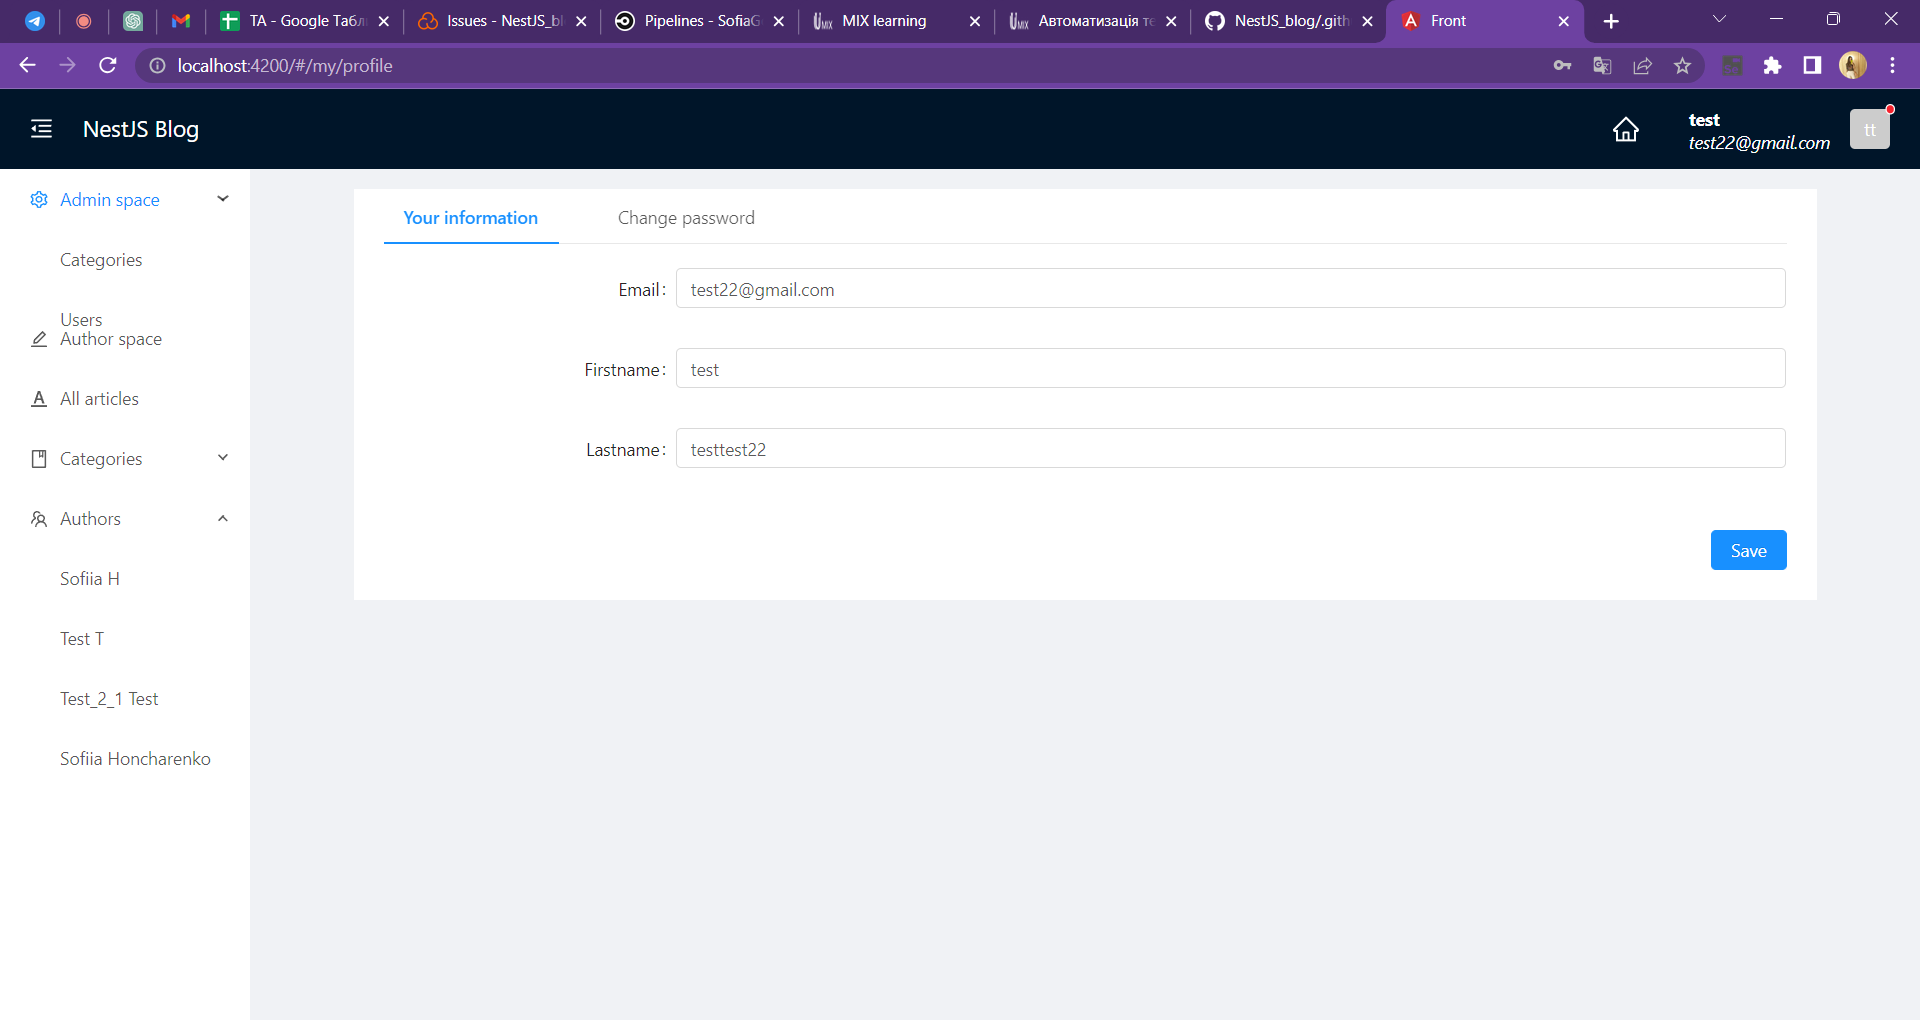 TA - Google Табл
Issues - NestJS_bl
Pipelines - SofiaG
MIX learning
Автоматизація те
NestJS_blog/.gith
Front
localhost:4200/#/my/profile
NestJS Blog
test
test22@gmail.com
tt
Admin space
Categories
Users
Author space
All articles
Categories
Authors
Sofiia H
Test T
Test_2_1 Test
Sofiia Honcharenko
Your information
Change password
Email:
test22@gmail.com
Firstname:
test
Lastname:
testtest22
Save